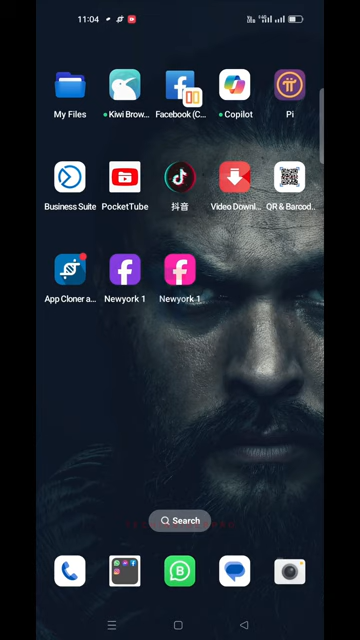 11:04
My Files
Kiwi Brow...
Facebook (C...
Copilot
Pi
Business Suite
PocketTube
抖音
Video Downl...
QR & Barcod..
App Cloner a...
Newyork 1
Newyork 1
Search